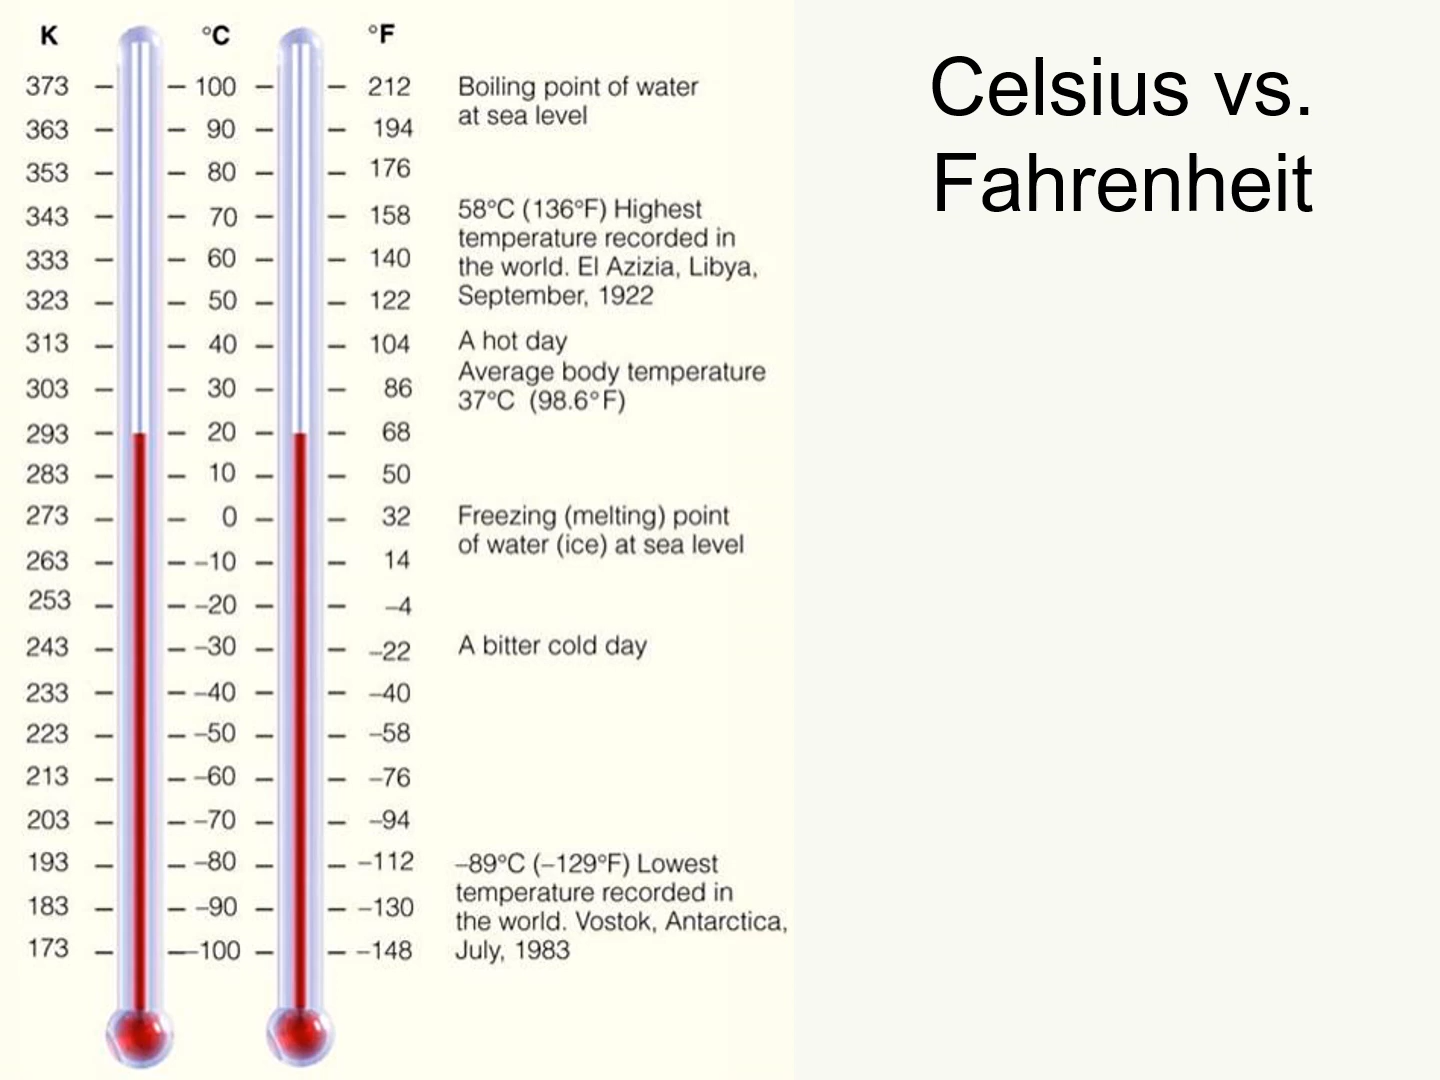 Celsius vs.
Fahrenheit
K °C °F
373 – – 100 – – 212 Boiling point of water
at sea level
363 – – 90 – – 194
353 – – 80 – – 176
343 – – 70 – – 158 58°C (136°F) Highest
temperature recorded in
333 – – 60 – – 140 the world. El Azizia, Libya,
323 – – 50 – – 122 September, 1922
313 – – 40 – – 104 A hot day
Average body temperature
303 – – 30 – – 86 37°C (98.6°F)
293 – – 20 – – 68
283 – – 10 – – 50
273 – – 0 – – 32 Freezing (melting) point
of water (ice) at sea level
263 – – –10 – – 14
253 – – –20 – – –4
243 – – –30 – – –22 A bitter cold day
233 – – –40 – – –40
223 – – –50 – – –58
213 – – –60 – – –76
203 – – –70 – – –94
193 – – –80 – – –112 –89°C (–129°F) Lowest
temperature recorded in
183 – – –90 – – –130 the world. Vostok, Antarctica,
173 – – –100 – – –148 July, 1983